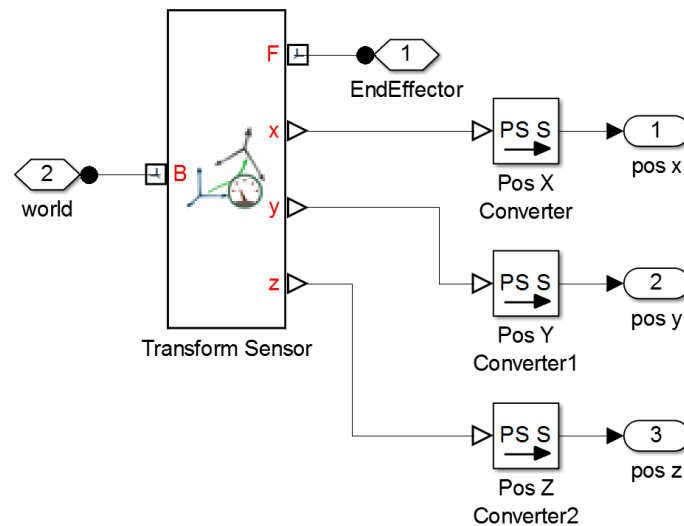 F
1
EndEffector
x
PS S
1
Pos X
Converter
pos x
2
B
world
y
PS S
2
Pos Y
Converter1
pos y
z
Transform Sensor
PS S
3
Pos Z
Converter2
pos z